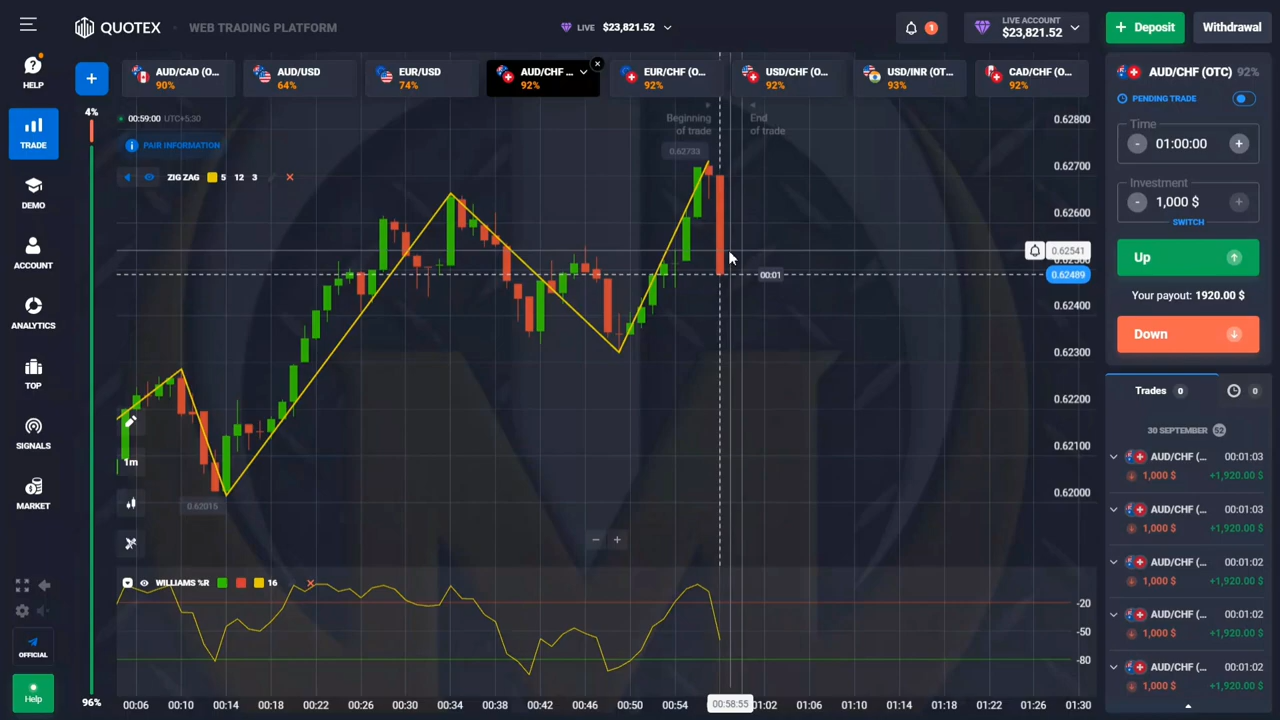 QUOTEX
WEB TRADING PLATFORM
LIVE $23,821.52
1
LIVE ACCOUNT
$23,821.52
+ Deposit
Withdrawal
HELP
TRADE
DEMO
ACCOUNT
ANALYTICS
TOP
SIGNALS
MARKET
OFFICIAL
Help
+
AUD/CAD (O...
90%
AUD/USD
64%
EUR/USD
74%
AUD/CHF ...
92%
EUR/CHF (O...
92%
USD/CHF (O...
92%
USD/INR (OT...
93%
CAD/CHF (O...
92%
4%
96%
00:59:00 UTC+5:30
PAIR INFORMATION
ZIG ZAG 5 12 3
Beginning
of trade
End
of trade
0.62733
0.62015
00:01
1m
0.62800
0.62700
0.62600
0.62541
0.62489
0.62400
0.62300
0.62200
0.62100
0.62000
WILLIAMS %R 16
-20
-50
-80
00:06 00:10 00:14 00:18 00:22 00:26 00:30 00:34 00:38 00:42 00:46 00:50 00:54 00:58:55 01:02 01:06 01:10 01:14 01:18 01:22 01:26 01:30
AUD/CHF (OTC) 92%
PENDING TRADE
Time
- 01:00:00 +
Investment
- 1,000 $ +
SWITCH
Up
Your payout: 1920.00 $
Down
Trades 0
0
30 SEPTEMBER 52
AUD/CHF (... 00:01:03
1,000 $ +1,920.00 $
AUD/CHF (... 00:01:03
1,000 $ +1,920.00 $
AUD/CHF (... 00:01:02
1,000 $ +1,920.00 $
AUD/CHF (... 00:01:02
1,000 $ +1,920.00 $
AUD/CHF (... 00:01:02
1,000 $ +1,920.00 $